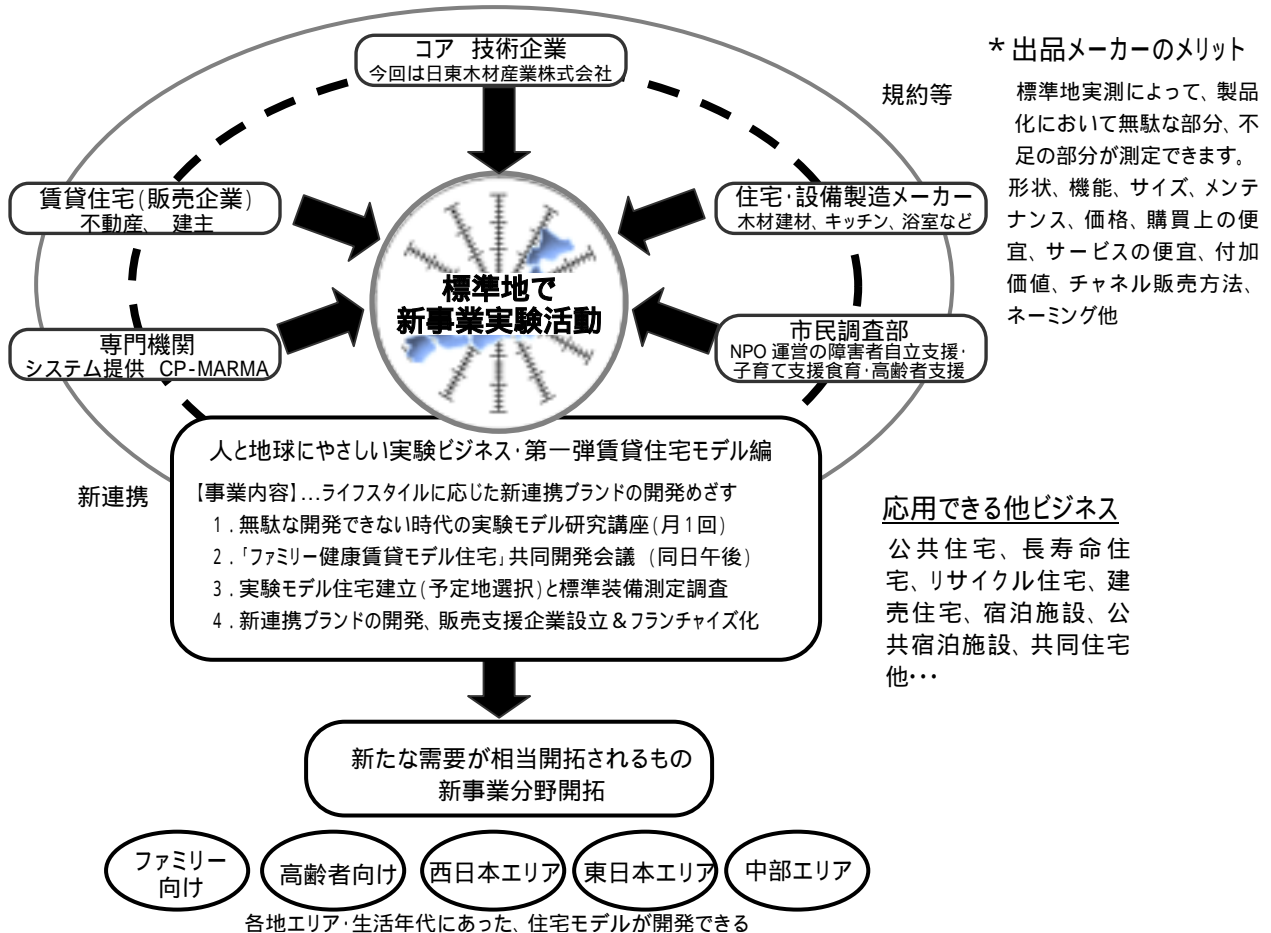 コア 技術企業
今回は日東木材産業株式会社
規約等
*出品メーカーのメリット
標準地実測によって、製品
化において無駄な部分、不
足の部分が測定できます。
形状、機能、サイズ、メンテ
ナンス、価格、購買上の便
宜、サービスの便宜、付加
価値、チャネル販売方法、
ネーミング他
賃貸住宅(販売企業)
不動産、 建主
住宅・設備製造メーカー
木材建材、キッチン、浴室など
標準地で
新事業実験活動
専門機関
システム提供 CP-MARMA
市民調査部
NPO 運営の障害者自立支援・
子育て支援食育・高齢者支援
人と地球にやさしい実験ビジネス・第一弾賃貸住宅モデル編
【事業内容】…ライフスタイルに応じた新連携ブランドの開発めざす
1.無駄な開発できない時代の実験モデル研究講座(月1回)
2.「ファミリー健康賃貸モデル住宅」共同開発会議 (同日午後)
3.実験モデル住宅建立(予定地選択)と標準装備測定調査
4.新連携ブランドの開発、販売支援企業設立&フランチャイズ化
新連携
応用できる他ビジネス
公共住宅、長寿命住
宅、リサイクル住宅、建
売住宅、宿泊施設、公
共宿泊施設、共同住宅
他・・・
新たな需要が相当開拓されるもの
新事業分野開拓
ファミリー
向け
高齢者向け
西日本エリア
東日本エリア
中部エリア
各地エリア・生活年代にあった、住宅モデルが開発できる